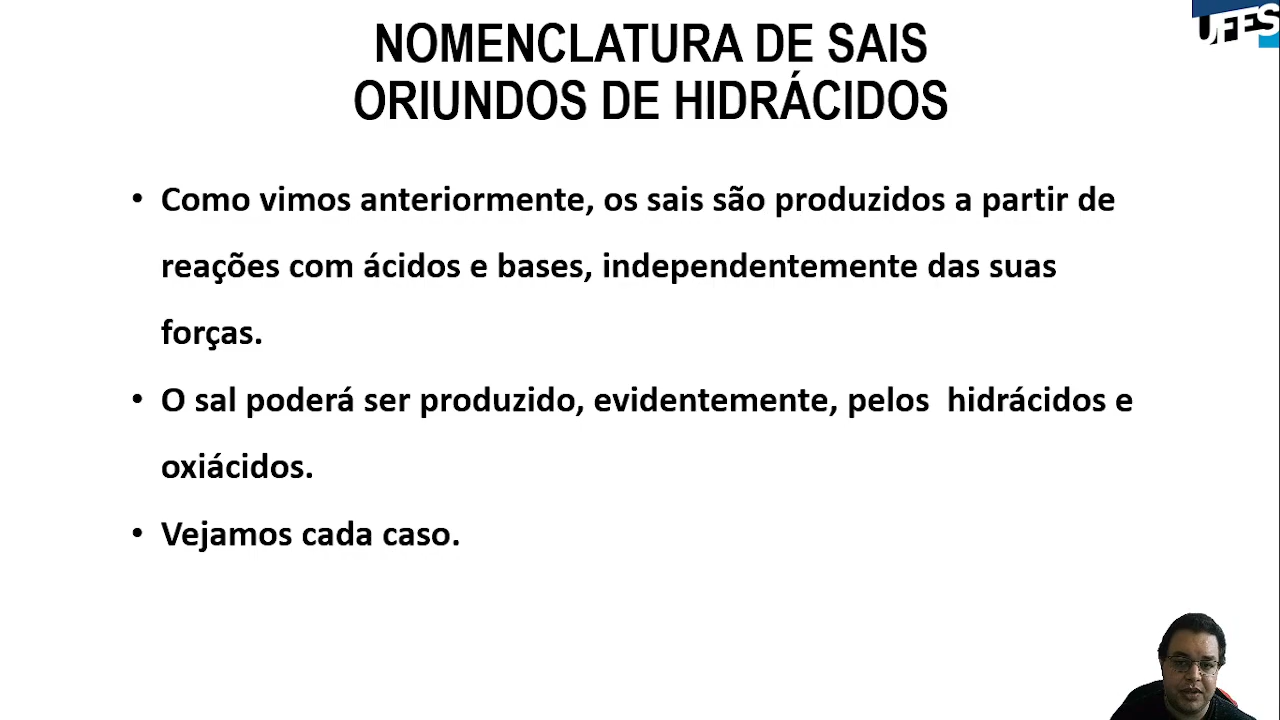 UFES
NOMENCLATURA DE SAIS
ORIUNDOS DE HIDRÁCIDOS
• Como vimos anteriormente, os sais são produzidos a partir de
reações com ácidos e bases, independentemente das suas
forças.
• O sal poderá ser produzido, evidentemente, pelos  hidrácidos e
oxiácidos.
• Vejamos cada caso.